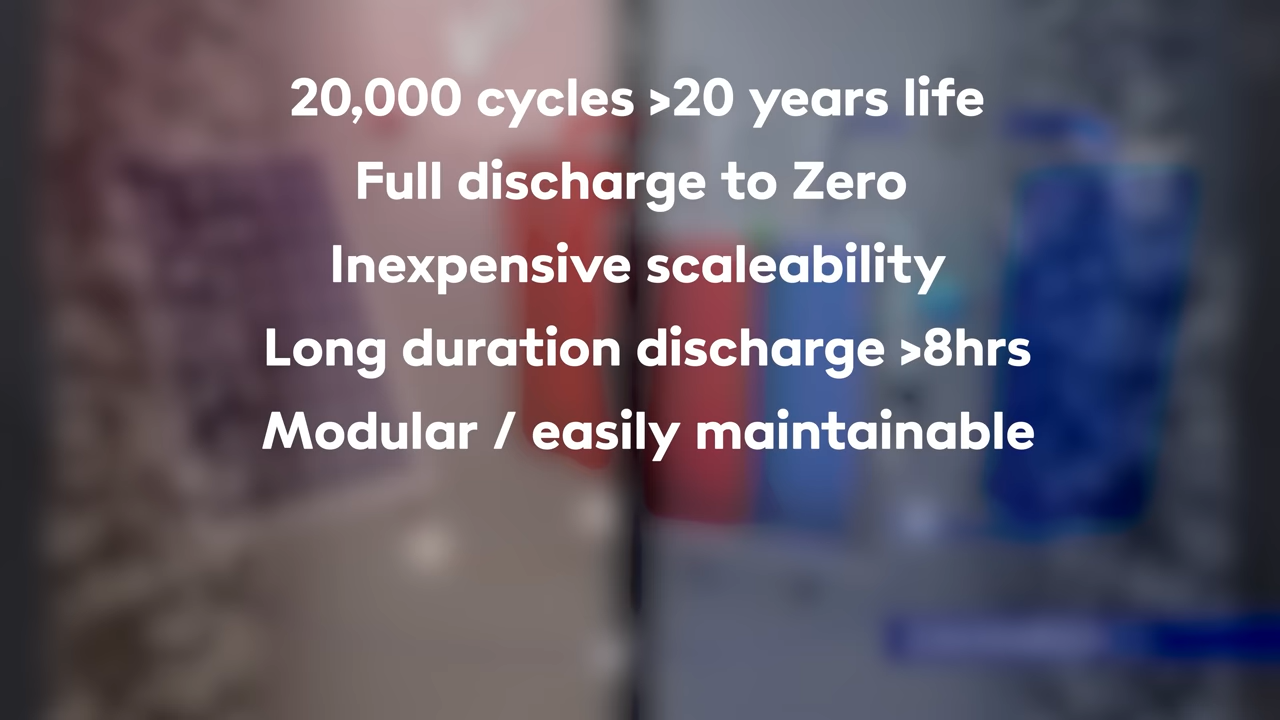 20,000 cycles >20 years life
Full discharge to Zero
Inexpensive scaleability
Long duration discharge >8hrs
Modular / easily maintainable